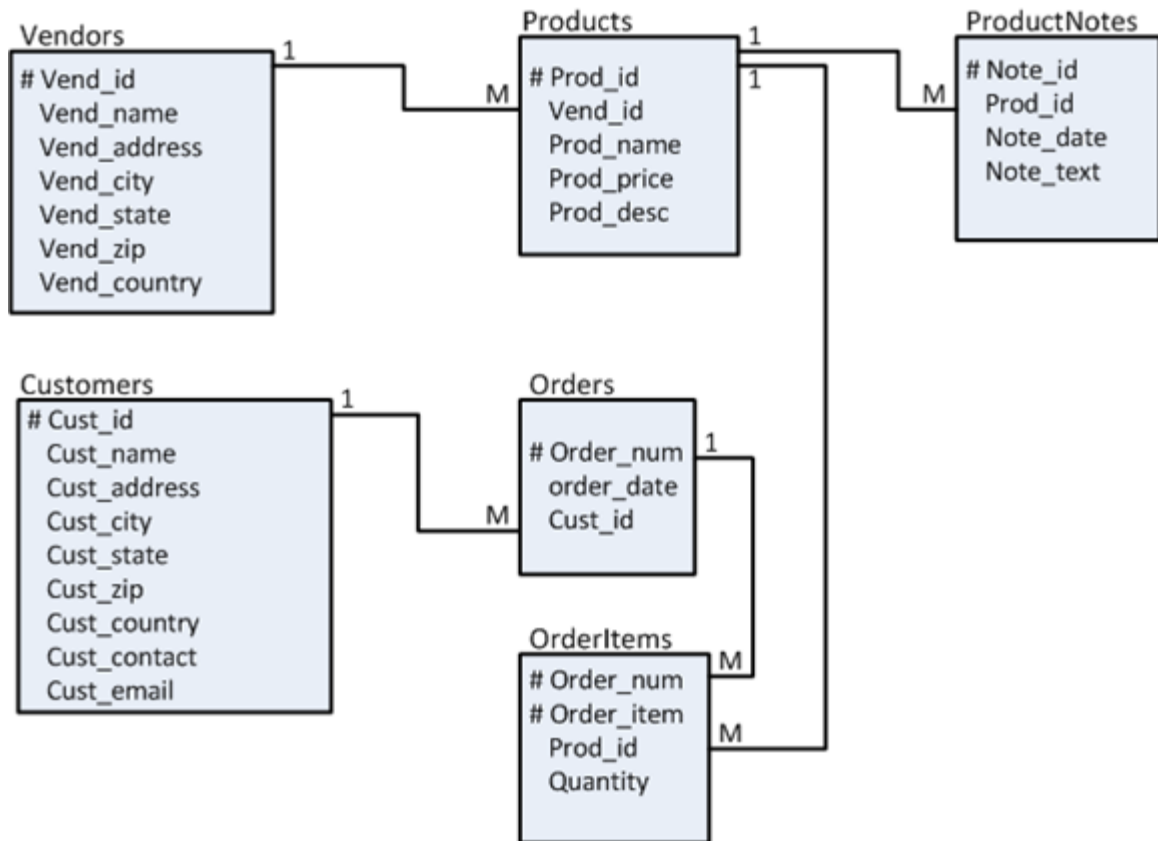 Vendors
# Vend_id
Vend_name
Vend_address
Vend_city
Vend_state
Vend_zip
Vend_country
1
M
Products
# Prod_id
Vend_id
Prod_name
Prod_price
Prod_desc
1
1
M
ProductNotes
# Note_id
Prod_id
Note_date
Note_text
Customers
# Cust_id
Cust_name
Cust_address
Cust_city
Cust_state
Cust_zip
Cust_country
Cust_contact
Cust_email
1
M
Orders
# Order_num
order_date
Cust_id
1
OrderItems
# Order_num
# Order_item
Prod_id
Quantity
M
M